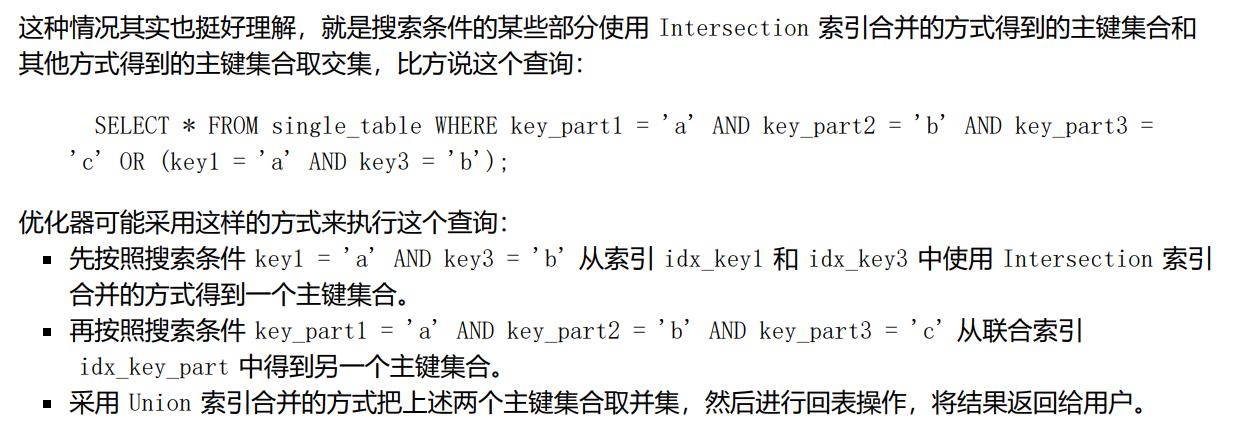 这种情况其实也挺好理解，就是搜索条件的某些部分使用 Intersection 索引合并的方式得到的主键集合和
其他方式得到的主键集合取交集，比方说这个查询：
SELECT * FROM single_table WHERE key_part1 = 'a' AND key_part2 = 'b' AND key_part3 =
'c' OR (key1 = 'a' AND key3 = 'b');
优化器可能采用这样的方式来执行这个查询：
▪ 先按照搜索条件 key1 = 'a' AND key3 = 'b' 从索引 idx_key1 和 idx_key3 中使用 Intersection 索引
合并的方式得到一个主键集合。
▪ 再按照搜索条件 key_part1 = 'a' AND key_part2 = 'b' AND key_part3 = 'c' 从联合索引
idx_key_part 中得到另一个主键集合。
▪ 采用 Union 索引合并的方式把上述两个主键集合取并集，然后进行回表操作，将结果返回给用户。